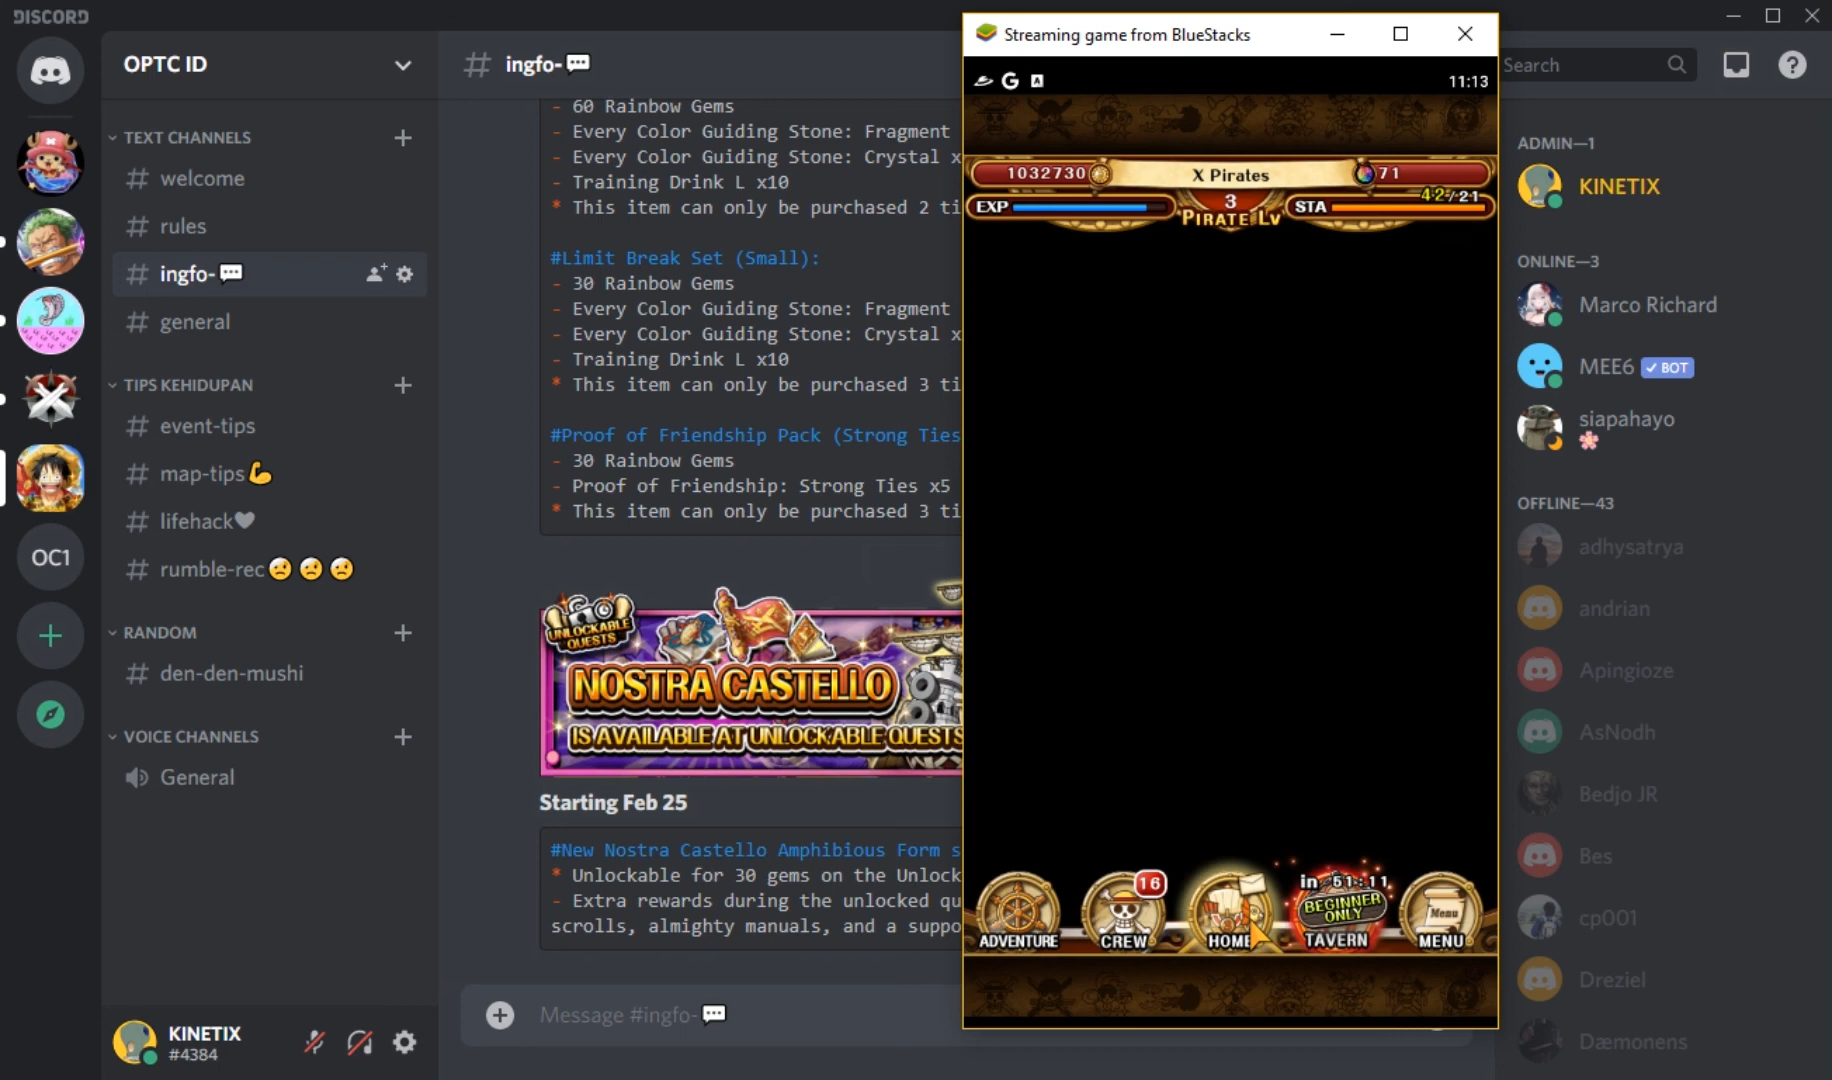 DISCORD
OPTC ID
TEXT CHANNELS
welcome
rules
ingfo-
general
TIPS KEHIDUPAN
event-tips
map-tips
lifehack
rumble-rec
OC1
RANDOM
den-den-mushi
VOICE CHANNELS
General
KINETIX
#4384
ingfo-
- 60 Rainbow Gems
- Every Color Guiding Stone: Fragment
- Every Color Guiding Stone: Crystal x
- Training Drink L x10
* This item can only be purchased 2 ti
#Limit Break Set (Small):
- 30 Rainbow Gems
- Every Color Guiding Stone: Fragment
- Every Color Guiding Stone: Crystal x
- Training Drink L x10
* This item can only be purchased 3 ti
#Proof of Friendship Pack (Strong Ties
- 30 Rainbow Gems
- Proof of Friendship: Strong Ties x5
* This item can only be purchased 3 ti
UNLOCKABLE
QUESTS
NOSTRA CASTELLO
IS AVAILABLE AT UNLOCKABLE QUESTS
Starting Feb 25
#New Nostra Castello Amphibious Form s
* Unlockable for 30 gems on the Unlock
- Extra rewards during the unlocked qu
scrolls, almighty manuals, and a suppo
Message #ingfo-
Streaming game from BlueStacks
G A 11:13
1032730 X Pirates 71
EXP 3 STA 42/21
PIRATE Lv
16
in 51:11
BEGINNER
ONLY
Menu
ADVENTURE CREW HOME TAVERN MENU
Search
ADMIN—1
KINETIX
ONLINE—3
Marco Richard
MEE6 BOT
siapahayo
OFFLINE—43
adhysatrya
andrian
Apingioze
AsNodh
Bedjo JR
Bes
cp001
Dreziel
Dæmonens